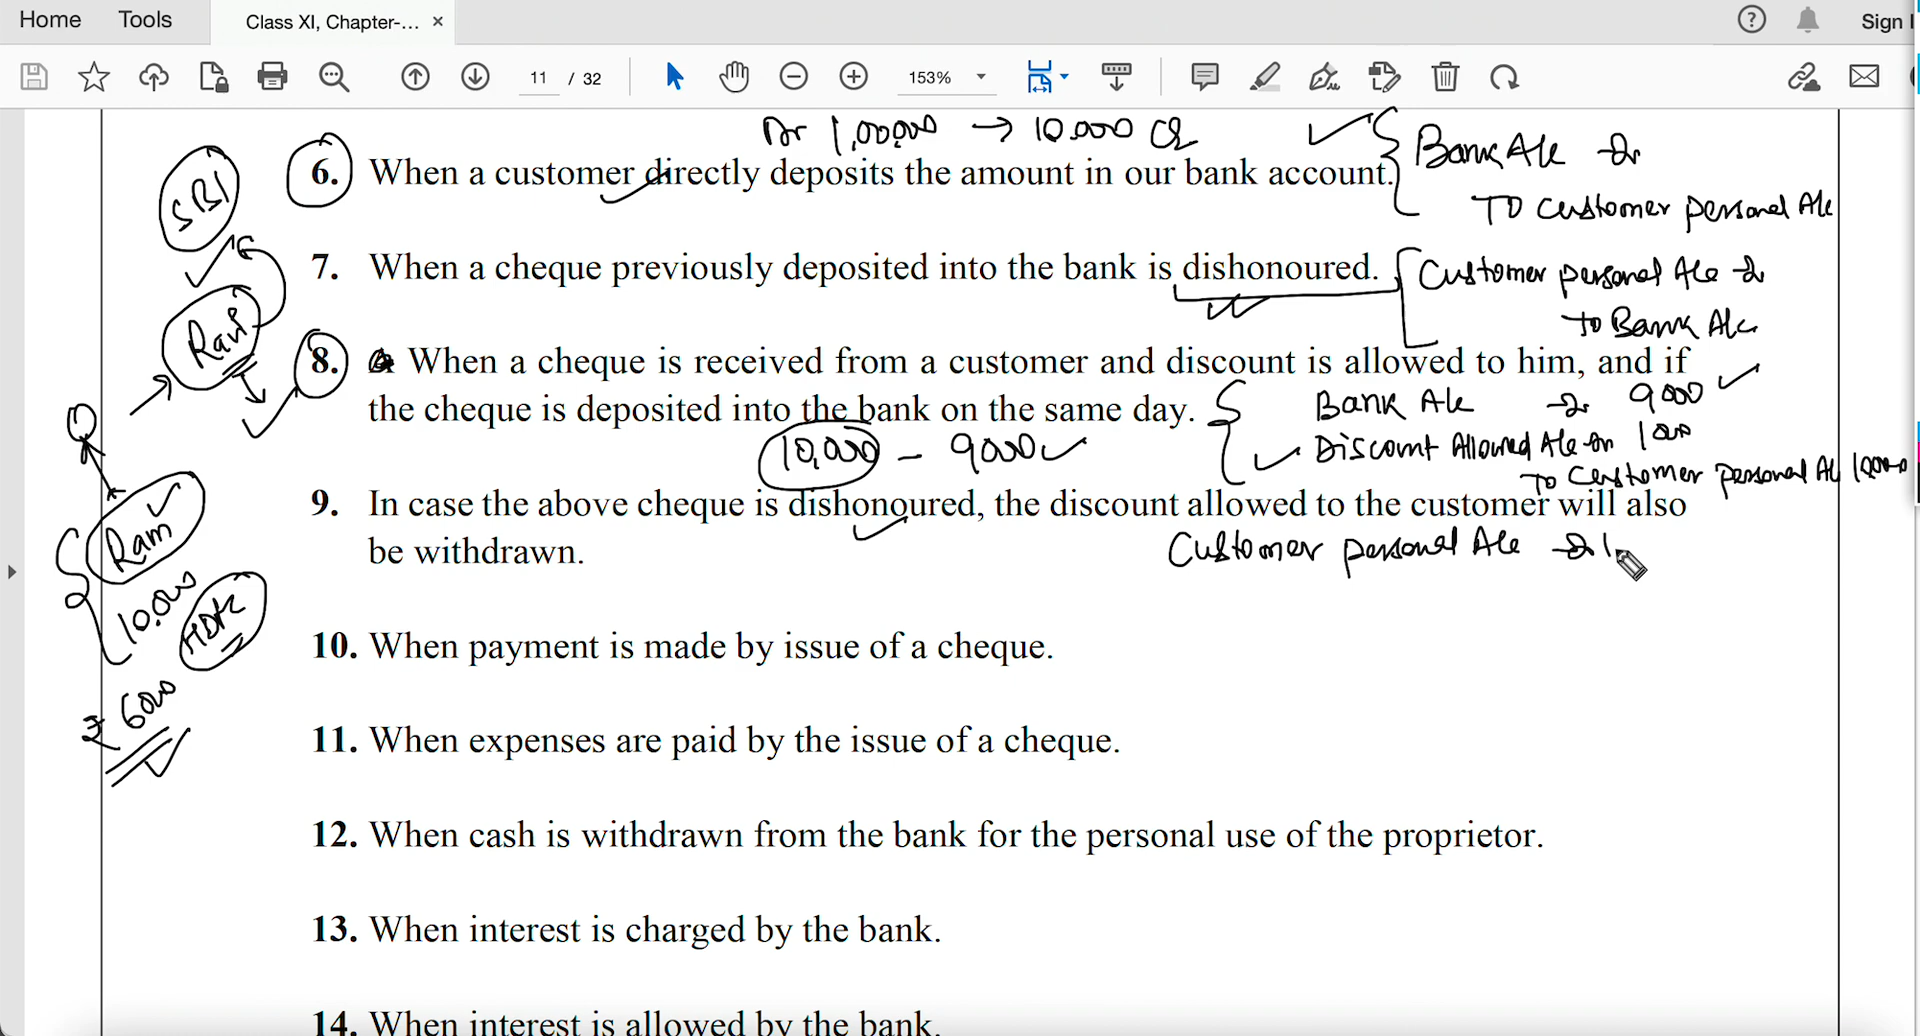 Home Tools Class XI, Chapter-... × Sign I
11 / 32 153%
Dr 1,00,000 → 10,000 Cr
6. When a customer directly deposits the amount in our bank account.
Bank A/c Dr
To Customer personal A/c
SBI
7. When a cheque previously deposited into the bank is dishonoured.
Customer personal A/c Dr
To Bank A/c
Ram
8. When a cheque is received from a customer and discount is allowed to him, and if
the cheque is deposited into the bank on the same day.
Bank A/c Dr 9000
Discount Allowed A/c Dr 1000
To Customer personal A/c 10000
10,000 – 9000
9. In case the above cheque is dishonoured, the discount allowed to the customer will also
be withdrawn.
Customer personal A/c Dr 1
Ram
10,000
10. When payment is made by issue of a cheque.
6000
11. When expenses are paid by the issue of a cheque.
12. When cash is withdrawn from the bank for the personal use of the proprietor.
13. When interest is charged by the bank.
14. When interest is allowed by the bank.